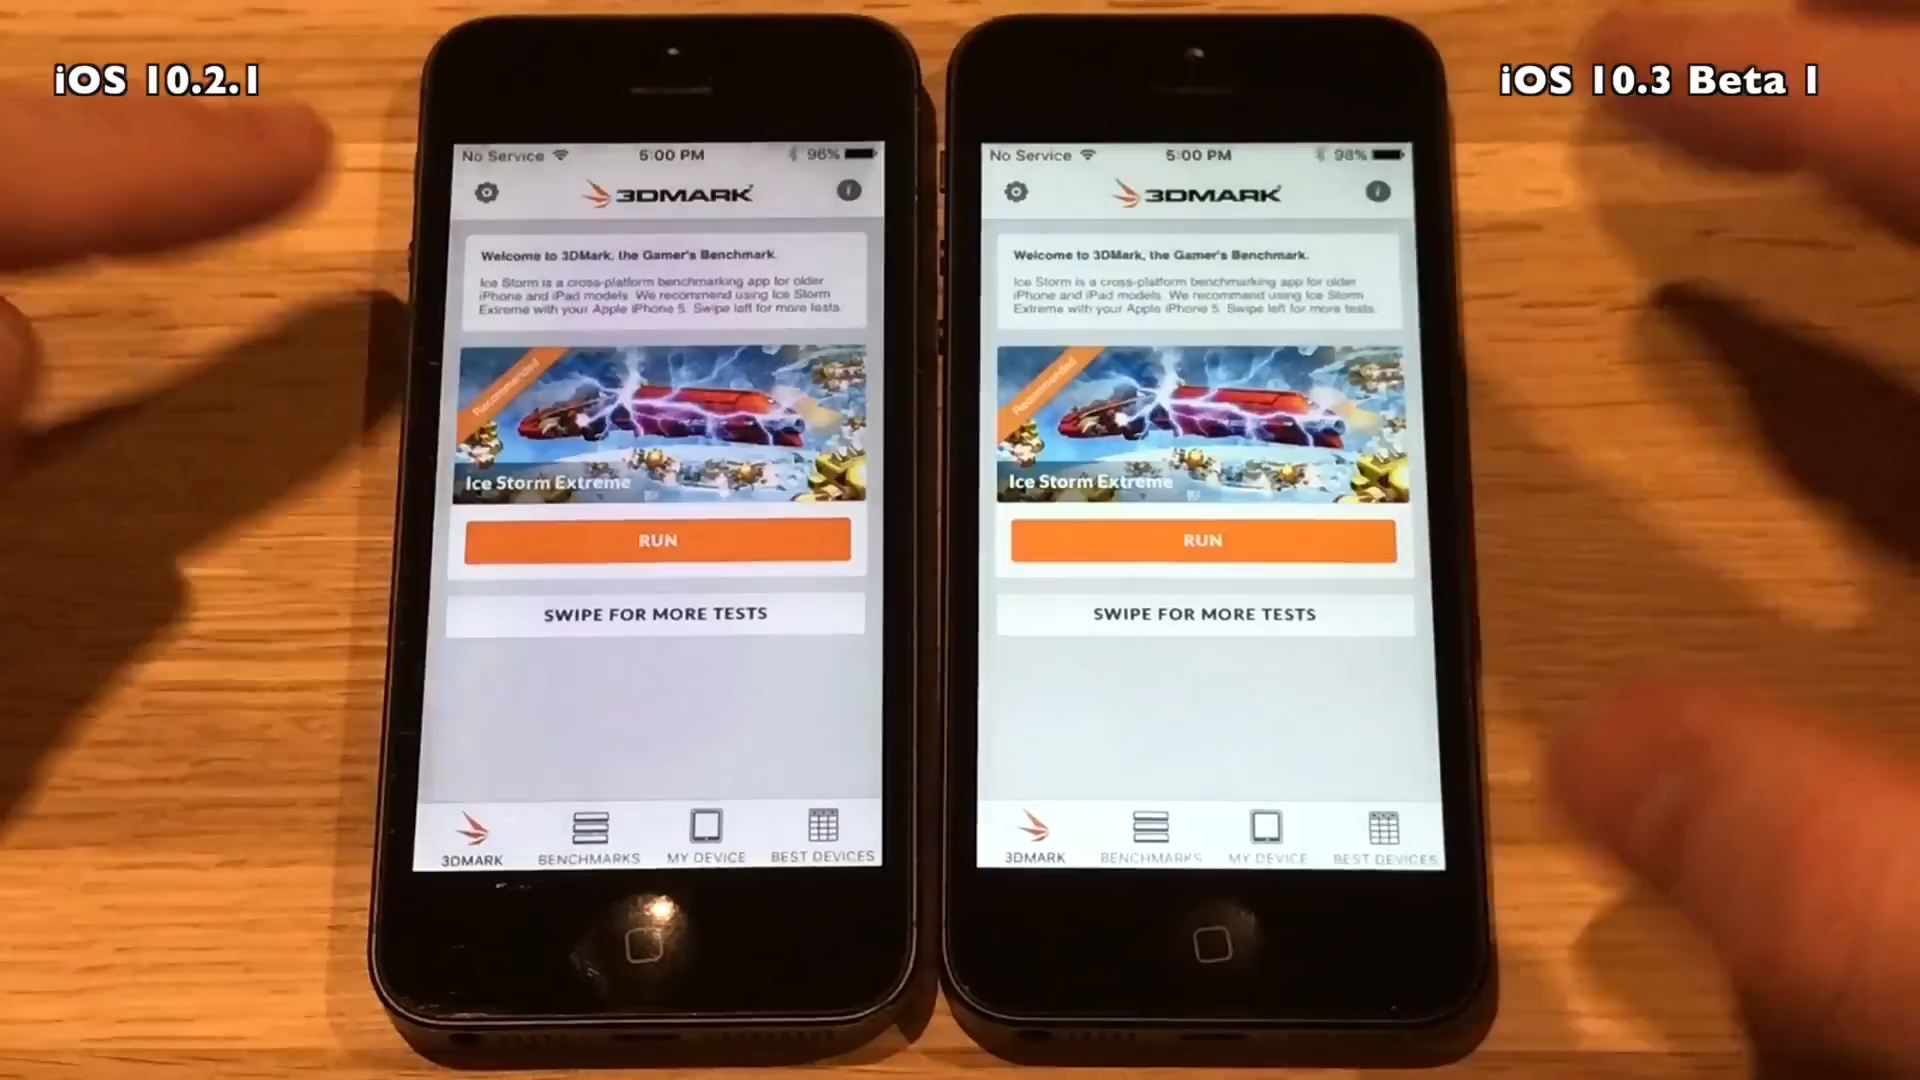 iOS 10.2.1
iOS 10.3 Beta 1
No Service 5:00 PM 96%
3DMARK
Welcome to 3DMark, the Gamer's Benchmark.
Ice Storm is a cross-platform benchmarking app for older
iPhone and iPad models. We recommend using Ice Storm
Extreme with your Apple iPhone 5. Swipe left for more tests.
Recommended
Ice Storm Extreme
RUN
SWIPE FOR MORE TESTS
3DMARK BENCHMARKS MY DEVICE BEST DEVICES
No Service 5:00 PM 98%
3DMARK
Welcome to 3DMark, the Gamer's Benchmark.
Ice Storm is a cross-platform benchmarking app for older
iPhone and iPad models. We recommend using Ice Storm
Extreme with your Apple iPhone 5. Swipe left for more tests.
Recommended
Ice Storm Extreme
RUN
SWIPE FOR MORE TESTS
3DMARK BENCHMARKS MY DEVICE BEST DEVICES